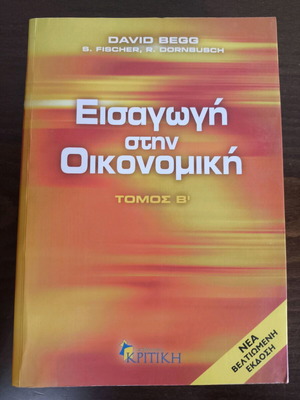 DAVID BEGG
S. FISCHER, R. DORNBUSCH
Εισαγωγή
στην
Οικονομική
ΤΟΜΟΣ Β'
ΝΕΑ
ΒΕΛΤΙΩΜΕΝΗ
ΕΚΔΟΣΗ
ΚΡΙΤΙΚΗ